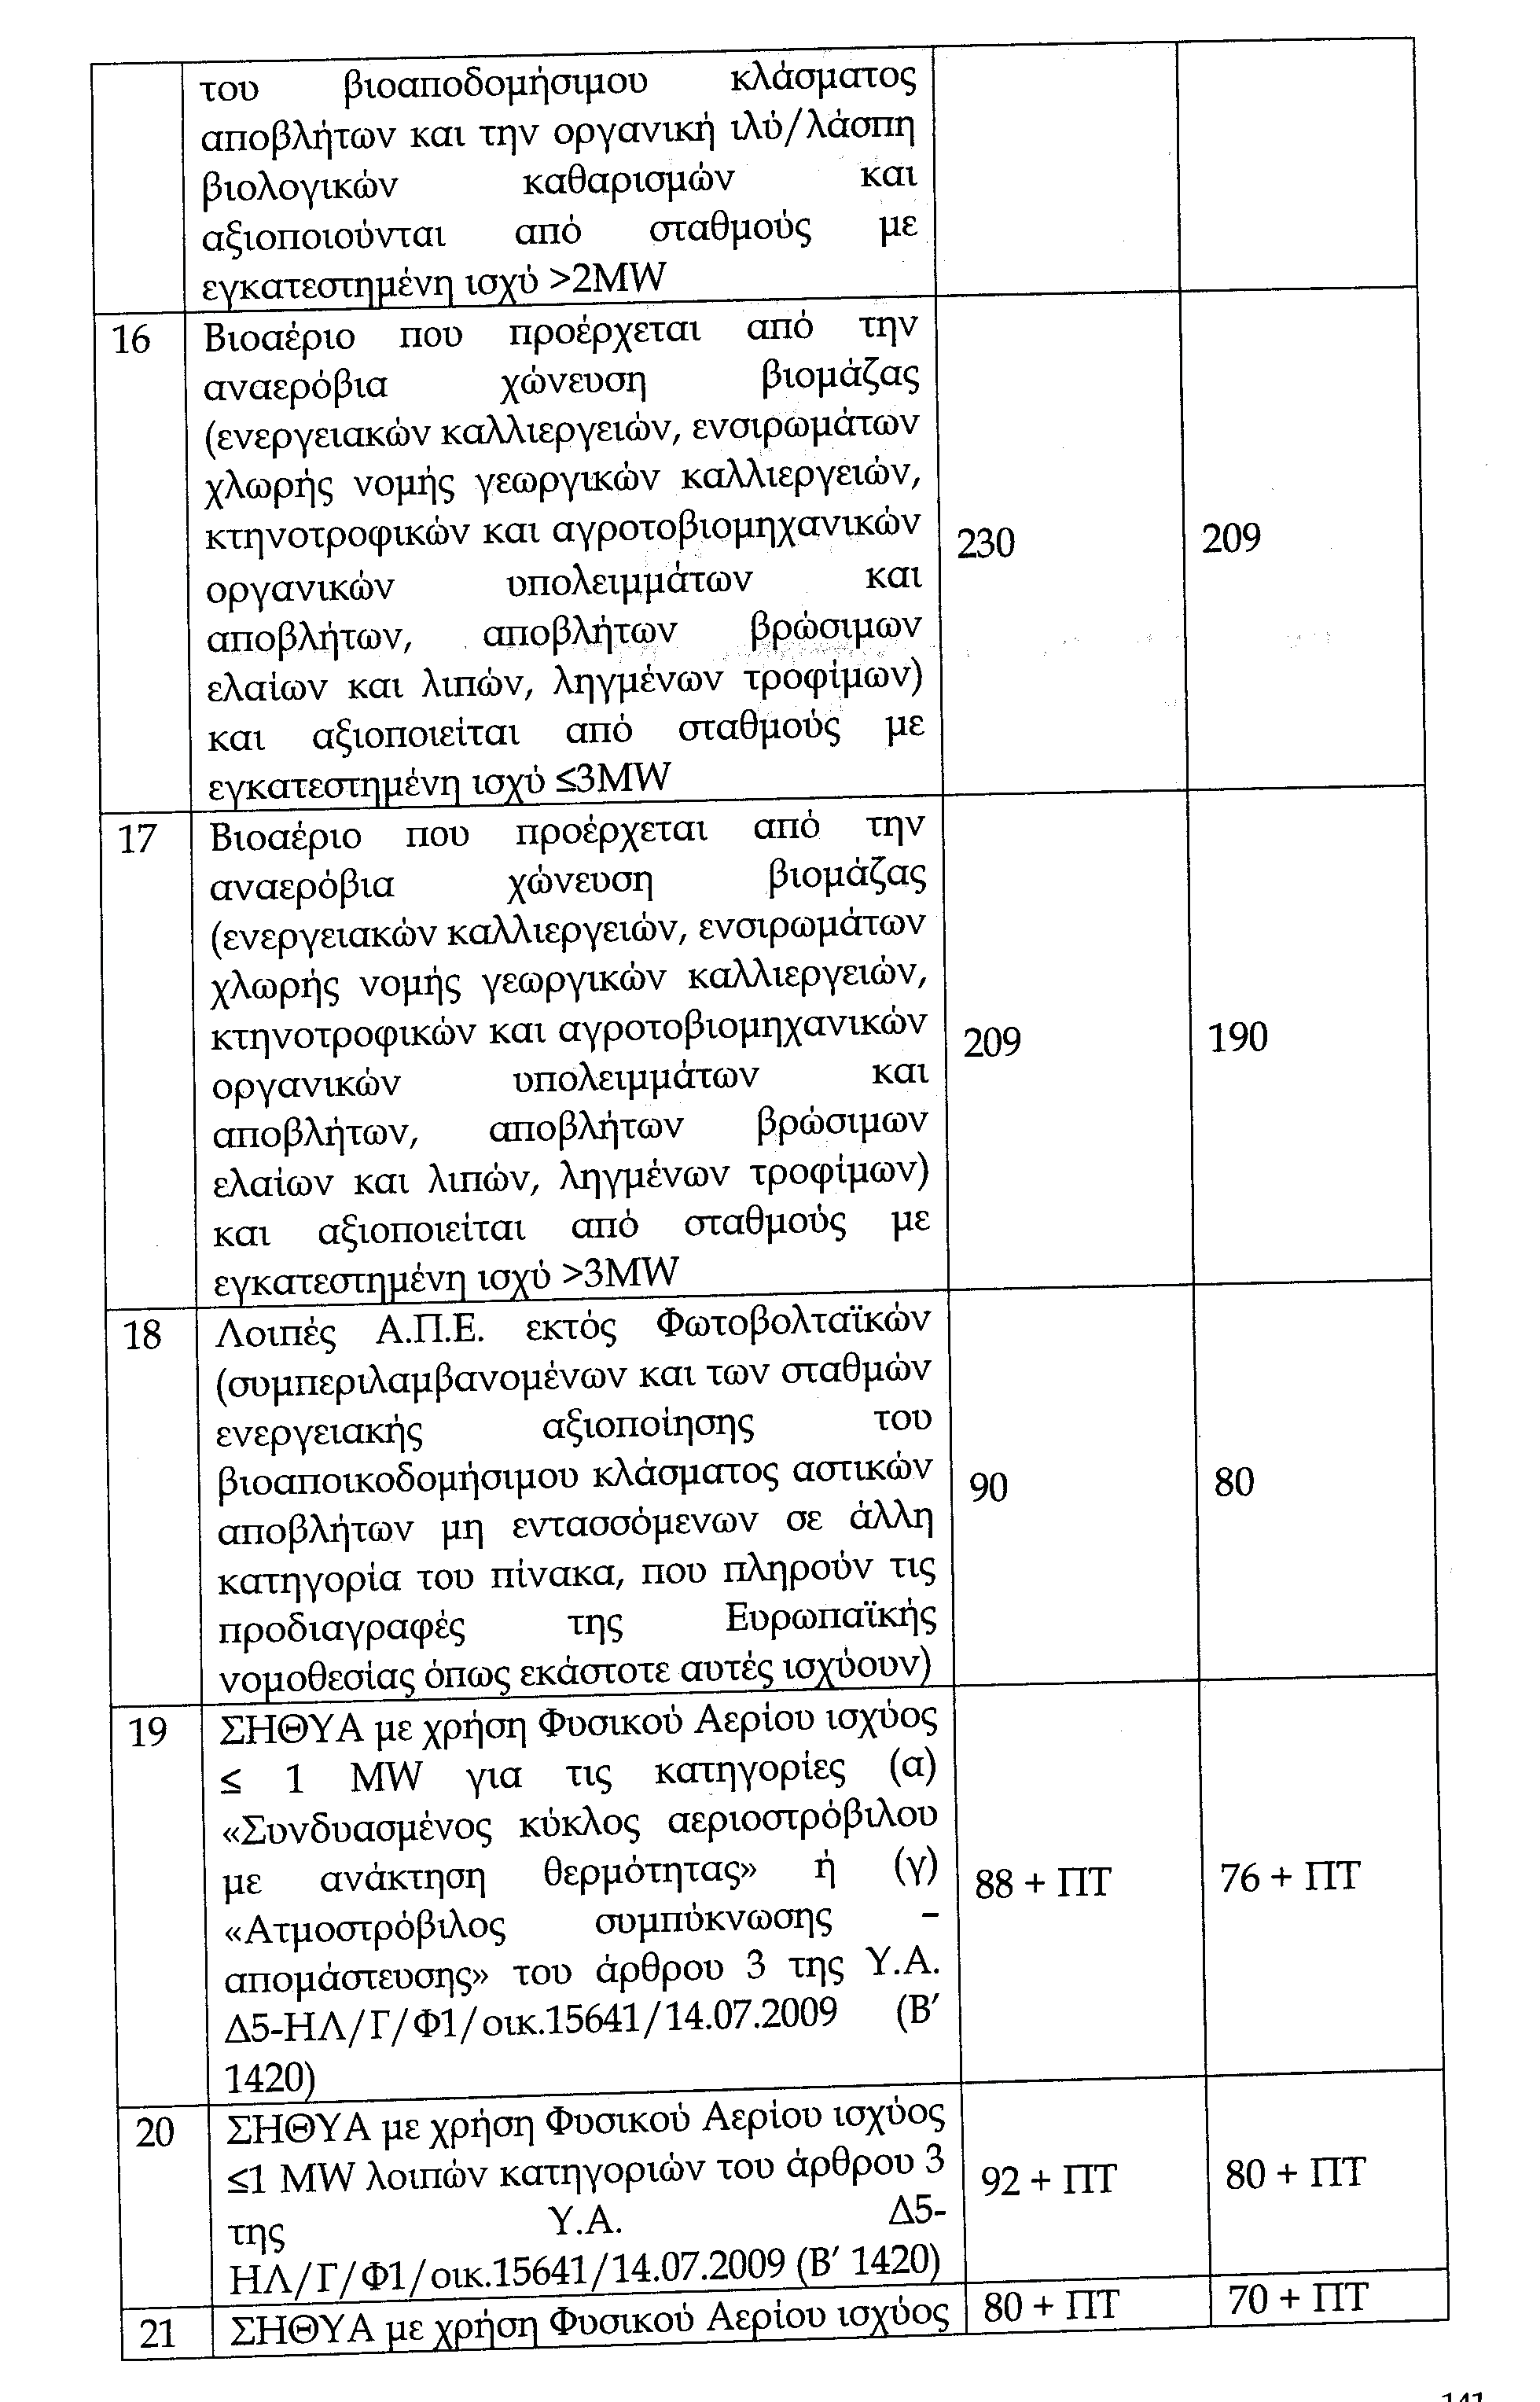 του βιοαποδομήσιμου κλάσματος
αποβλήτων και την οργανική ιλύ/λάσπη
βιολογικών καθαρισμών και
αξιοποιούνται από σταθμούς με
εγκατεστημένη ισχύ >2MW
16 Βιοαέριο που προέρχεται από την
αναερόβια χώνευση βιομάζας
(ενεργειακών καλλιεργειών, ενσιρωμάτων
χλωρής νομής γεωργικών καλλιεργειών,
κτηνοτροφικών και αγροτοβιομηχανικών
230 209
οργανικών υπολειμμάτων και
αποβλήτων, αποβλήτων βρώσιμων
ελαίων και λιπών, ληγμένων τροφίμων)
και αξιοποιείται από σταθμούς με
εγκατεστημένη ισχύ ≤3MW
17 Βιοαέριο που προέρχεται από την
αναερόβια χώνευση βιομάζας
(ενεργειακών καλλιεργειών, ενσιρωμάτων
χλωρής νομής γεωργικών καλλιεργειών,
κτηνοτροφικών και αγροτοβιομηχανικών
209 190
οργανικών υπολειμμάτων και
αποβλήτων, αποβλήτων βρώσιμων
ελαίων και λιπών, ληγμένων τροφίμων)
και αξιοποιείται από σταθμούς με
εγκατεστημένη ισχύ >3MW
18 Λοιπές Α.Π.Ε. εκτός Φωτοβολταϊκών
(συμπεριλαμβανομένων και των σταθμών
ενεργειακής αξιοποίησης του
βιοαποικοδομήσιμου κλάσματος αστικών
90 80
αποβλήτων μη εντασσόμενων σε άλλη
κατηγορία του πίνακα, που πληρούν τις
προδιαγραφές της Ευρωπαϊκής
νομοθεσίας όπως εκάστοτε αυτές ισχύουν)
19 ΣΗΘΥΑ με χρήση Φυσικού Αερίου ισχύος
≤ 1 MW για τις κατηγορίες (α)
«Συνδυασμένος κύκλος αεριοστρόβιλου
με ανάκτηση θερμότητας» ή (γ)
88 + ΠΤ 76 + ΠΤ
«Ατμοστρόβιλος συμπύκνωσης –
απομάστευσης» του άρθρου 3 της Υ.Α.
Δ5-ΗΛ/Γ/Φ1/οικ.15641/14.07.2009 (Β′
1420)
20 ΣΗΘΥΑ με χρήση Φυσικού Αερίου ισχύος
≤1 MW λοιπών κατηγοριών του άρθρου 3
92 + ΠΤ 80 + ΠΤ
της Υ.Α. Δ5-
ΗΛ/Γ/Φ1/οικ.15641/14.07.2009 (Β′ 1420)
21 ΣΗΘΥΑ με χρήση Φυσικού Αερίου ισχύος 80 + ΠΤ 70 + ΠΤ
141